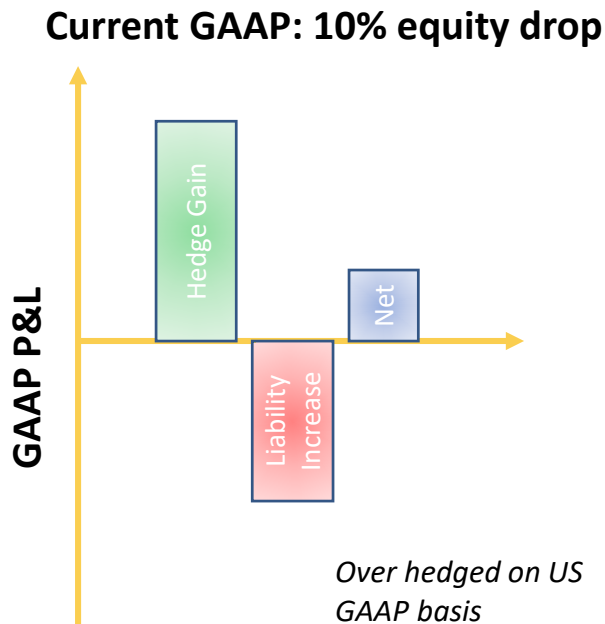 Current GAAP: 10% equity drop
GAAP P&L
Hedge Gain
Liability
Increase
Net
Over hedged on US
GAAP basis